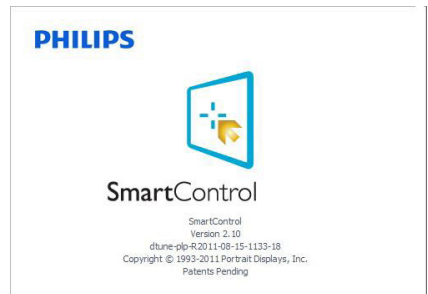 PHILIPS
SmartControl
SmartControl
Version 2.10
dtune-plp-R2011-08-15-1133-18
Copyright © 1993-2011 Portrait Displays, Inc.
Patents Pending